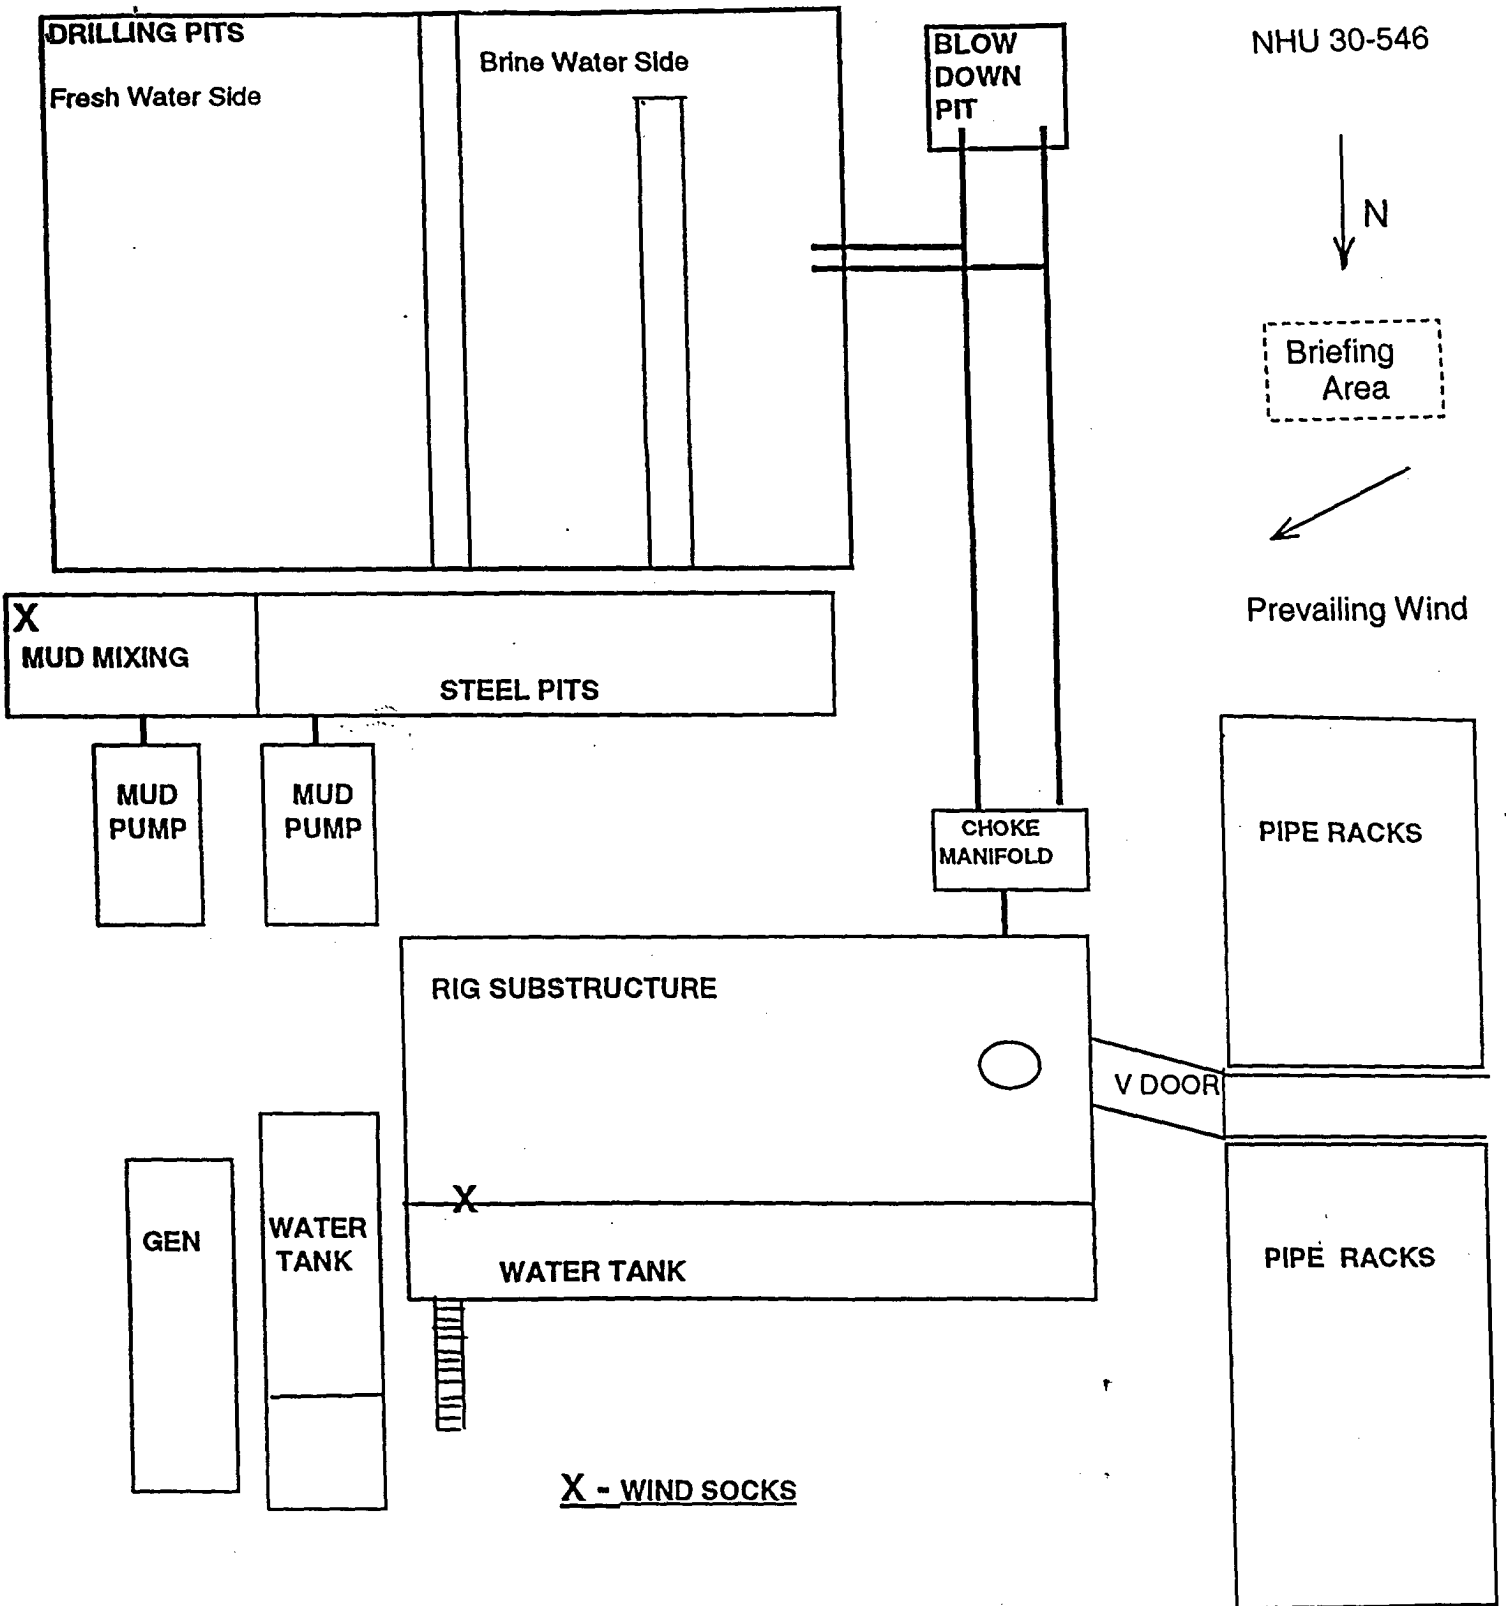 DRILLING PITS
Fresh Water Side
Brine Water Side
BLOW
DOWN
PIT
NHU 30-546
N
Briefing
Area
Prevailing Wind
X
MUD MIXING
STEEL PITS
MUD
PUMP
MUD
PUMP
CHOKE
MANIFOLD
PIPE RACKS
RIG SUBSTRUCTURE
V DOOR
X
GEN
WATER
TANK
WATER TANK
PIPE RACKS
X - WIND SOCKS